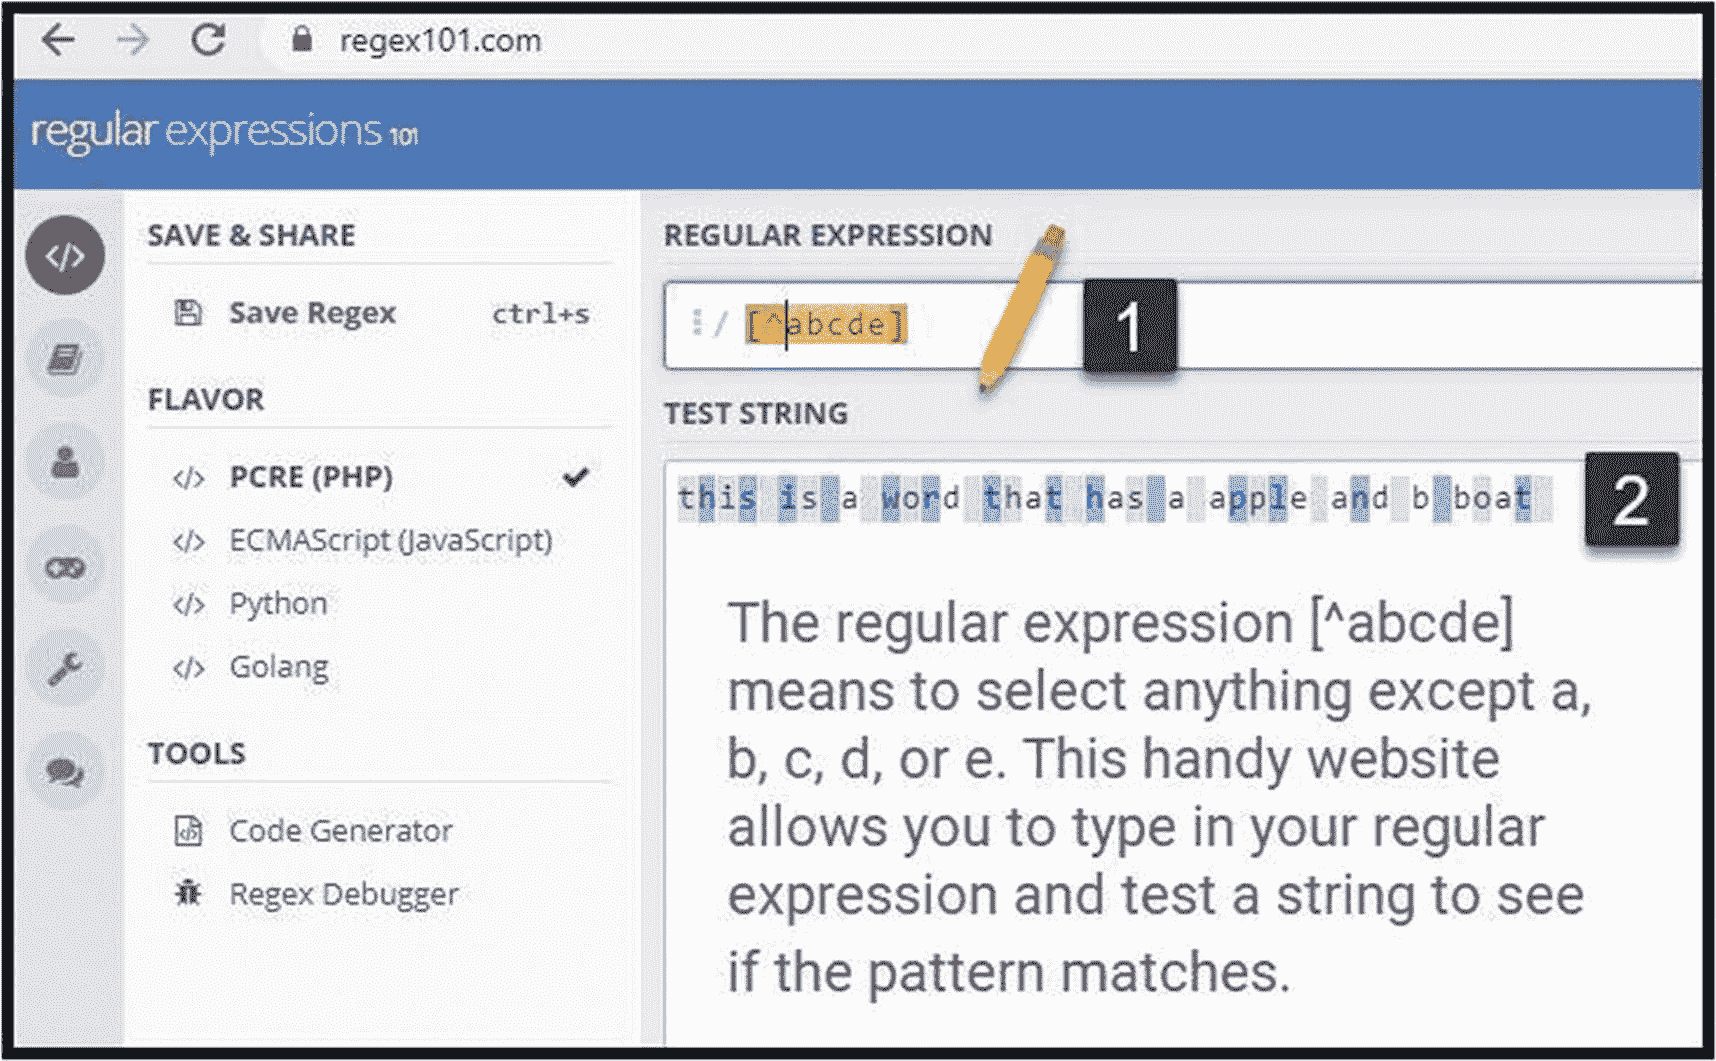 regex101.com
regular expressions 101
SAVE & SHARE
Save Regex ctrl+s
FLAVOR
</> PCRE (PHP)
</> ECMAScript (JavaScript)
</> Python
</> Golang
TOOLS
Code Generator
Regex Debugger
REGULAR EXPRESSION
/ [^abcde]
1
TEST STRING
this is a word that has a apple and b boat
2
The regular expression [^abcde]
means to select anything except a,
b, c, d, or e. This handy website
allows you to type in your regular
expression and test a string to see
if the pattern matches.